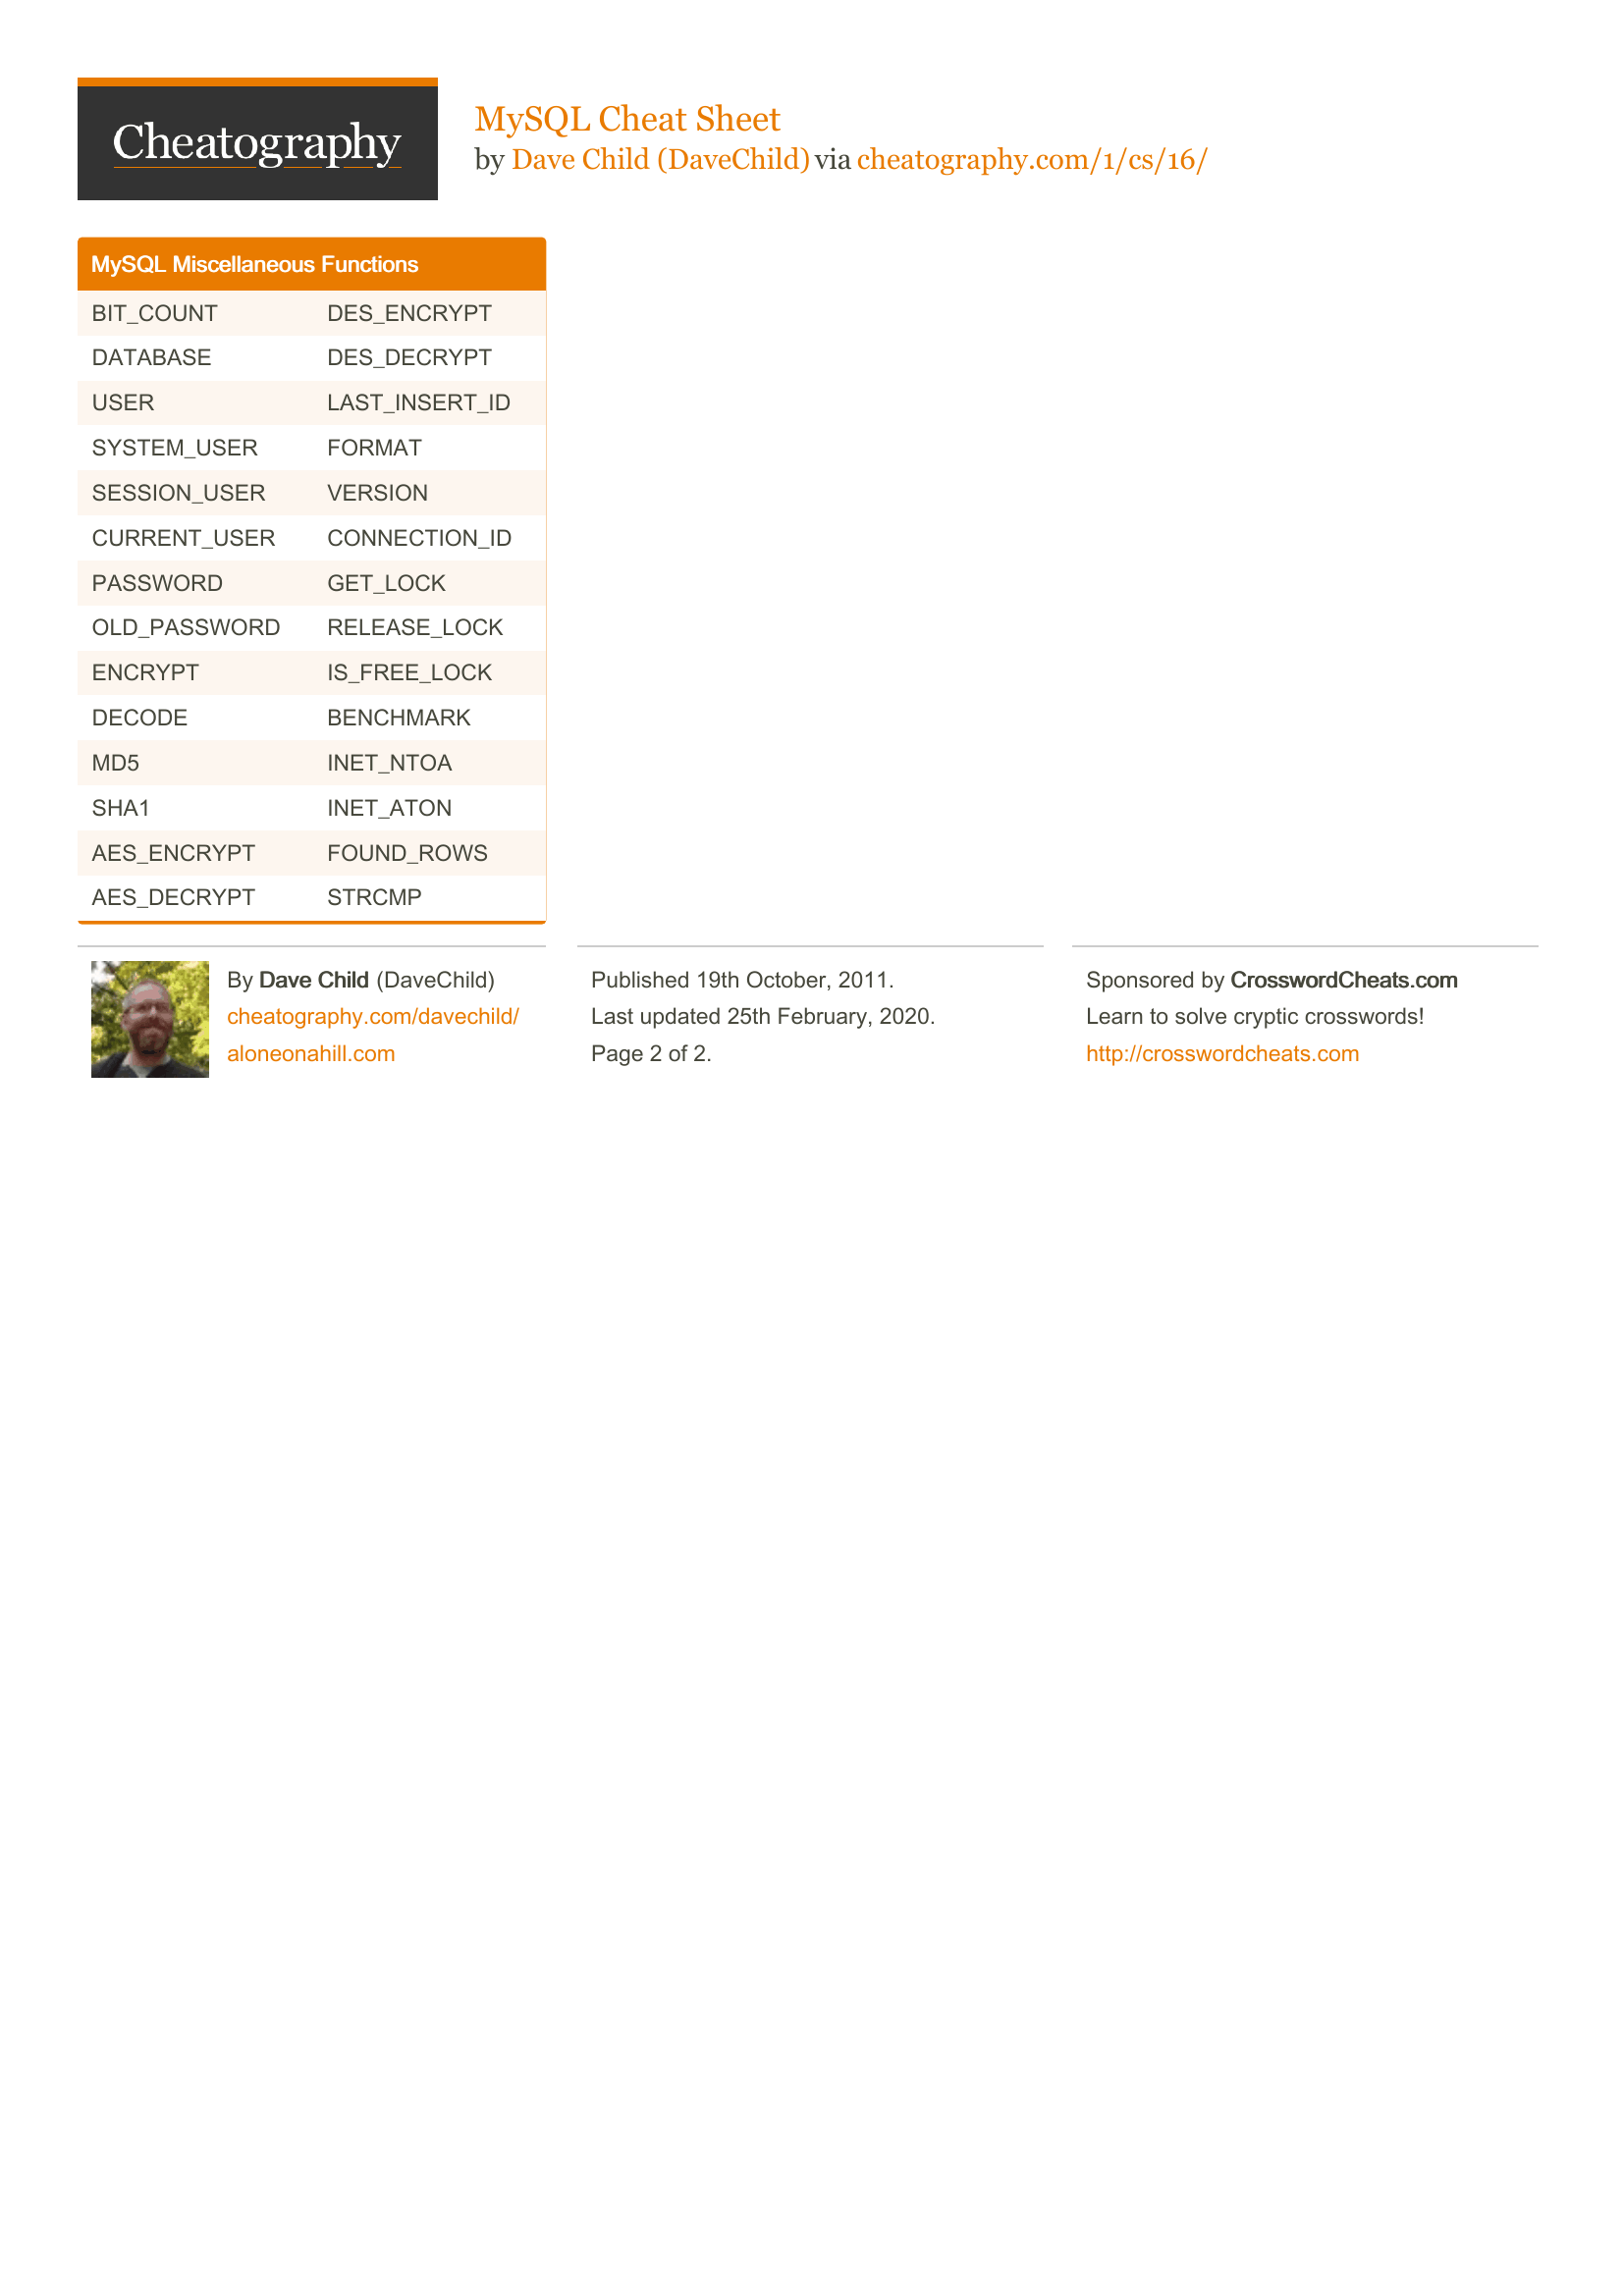 Cheatography
MySQL Cheat Sheet
by Dave Child (DaveChild) via cheatography.com/1/cs/16/
MySQL Miscellaneous Functions
BIT_COUNT DES_ENCRYPT
DATABASE DES_DECRYPT
USER LAST_INSERT_ID
SYSTEM_USER FORMAT
SESSION_USER VERSION
CURRENT_USER CONNECTION_ID
PASSWORD GET_LOCK
OLD_PASSWORD RELEASE_LOCK
ENCRYPT IS_FREE_LOCK
DECODE BENCHMARK
MD5 INET_NTOA
SHA1 INET_ATON
AES_ENCRYPT FOUND_ROWS
AES_DECRYPT STRCMP
By Dave Child (DaveChild)
cheatography.com/davechild/
aloneonahill.com
Published 19th October, 2011.
Last updated 25th February, 2020.
Page 2 of 2.
Sponsored by CrosswordCheats.com
Learn to solve cryptic crosswords!
http://crosswordcheats.com